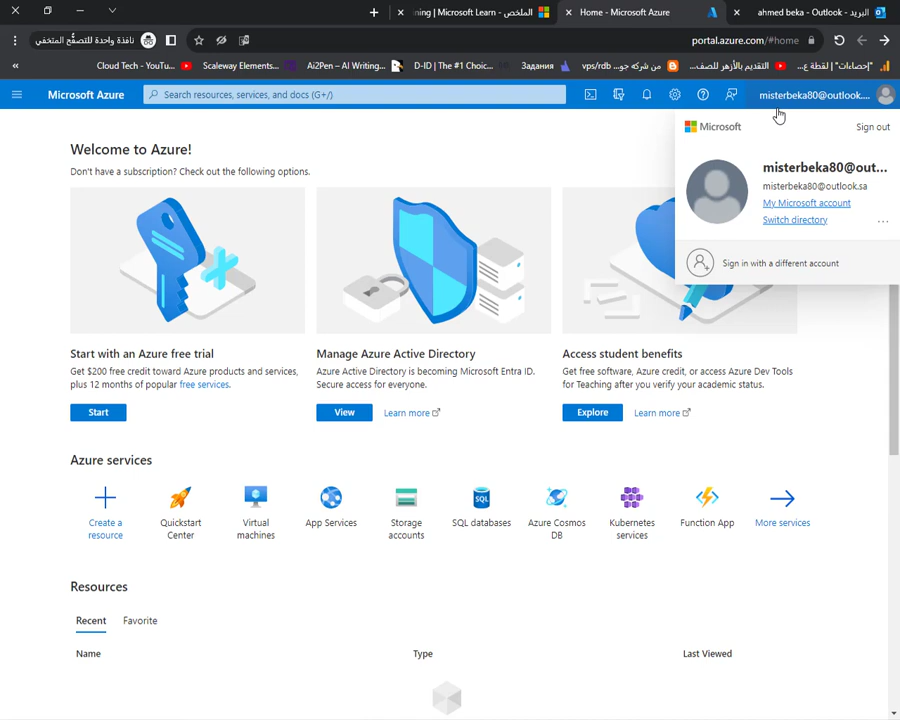 ining | Microsoft Learn - الملخص
Home - Microsoft Azure
ahmed beka - Outlook - البريد
نافذة واحدة للتصفُّح المتخفي
portal.azure.com/#home
Cloud Tech - YouTu...
Scaleway Elements...
Ai2Pen – AI Writing...
D-ID | The #1 Choic...
Задания
vps/rdb من شركه جو...
التقديم بالأزهر للصف...
"إحصاءات" | لقطة ع...
Microsoft Azure
Search resources, services, and docs (G+/)
misterbeka80@outlook....
Microsoft
Sign out
misterbeka80@out...
misterbeka80@outlook.sa
My Microsoft account
Switch directory
...
Sign in with a different account
Welcome to Azure!
Don't have a subscription? Check out the following options.
Start with an Azure free trial
Get $200 free credit toward Azure products and services,
plus 12 months of popular free services.
Start
Manage Azure Active Directory
Azure Active Directory is becoming Microsoft Entra ID.
Secure access for everyone.
View
Learn more
Access student benefits
Get free software, Azure credit, or access Azure Dev Tools
for Teaching after you verify your academic status.
Explore
Learn more
Azure services
Create a
resource
Quickstart
Center
Virtual
machines
App Services
Storage
accounts
SQL
SQL databases
Azure Cosmos
DB
Kubernetes
services
Function App
More services
Resources
Recent
Favorite
Name
Type
Last Viewed